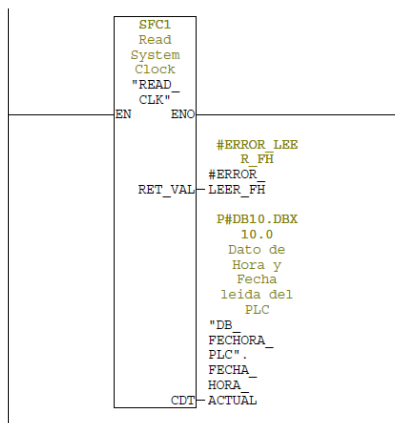 SFC1
Read
System
Clock
"READ_
CLK"
EN ENO
#ERROR_LEE
R_FH
#ERROR_
RET_VAL LEER_FH
P#DB10.DBX
10.0
Dato de
Hora y
Fecha
leida del
PLC
"DB_
FECHORA_
PLC".
FECHA_
HORA_
CDT ACTUAL